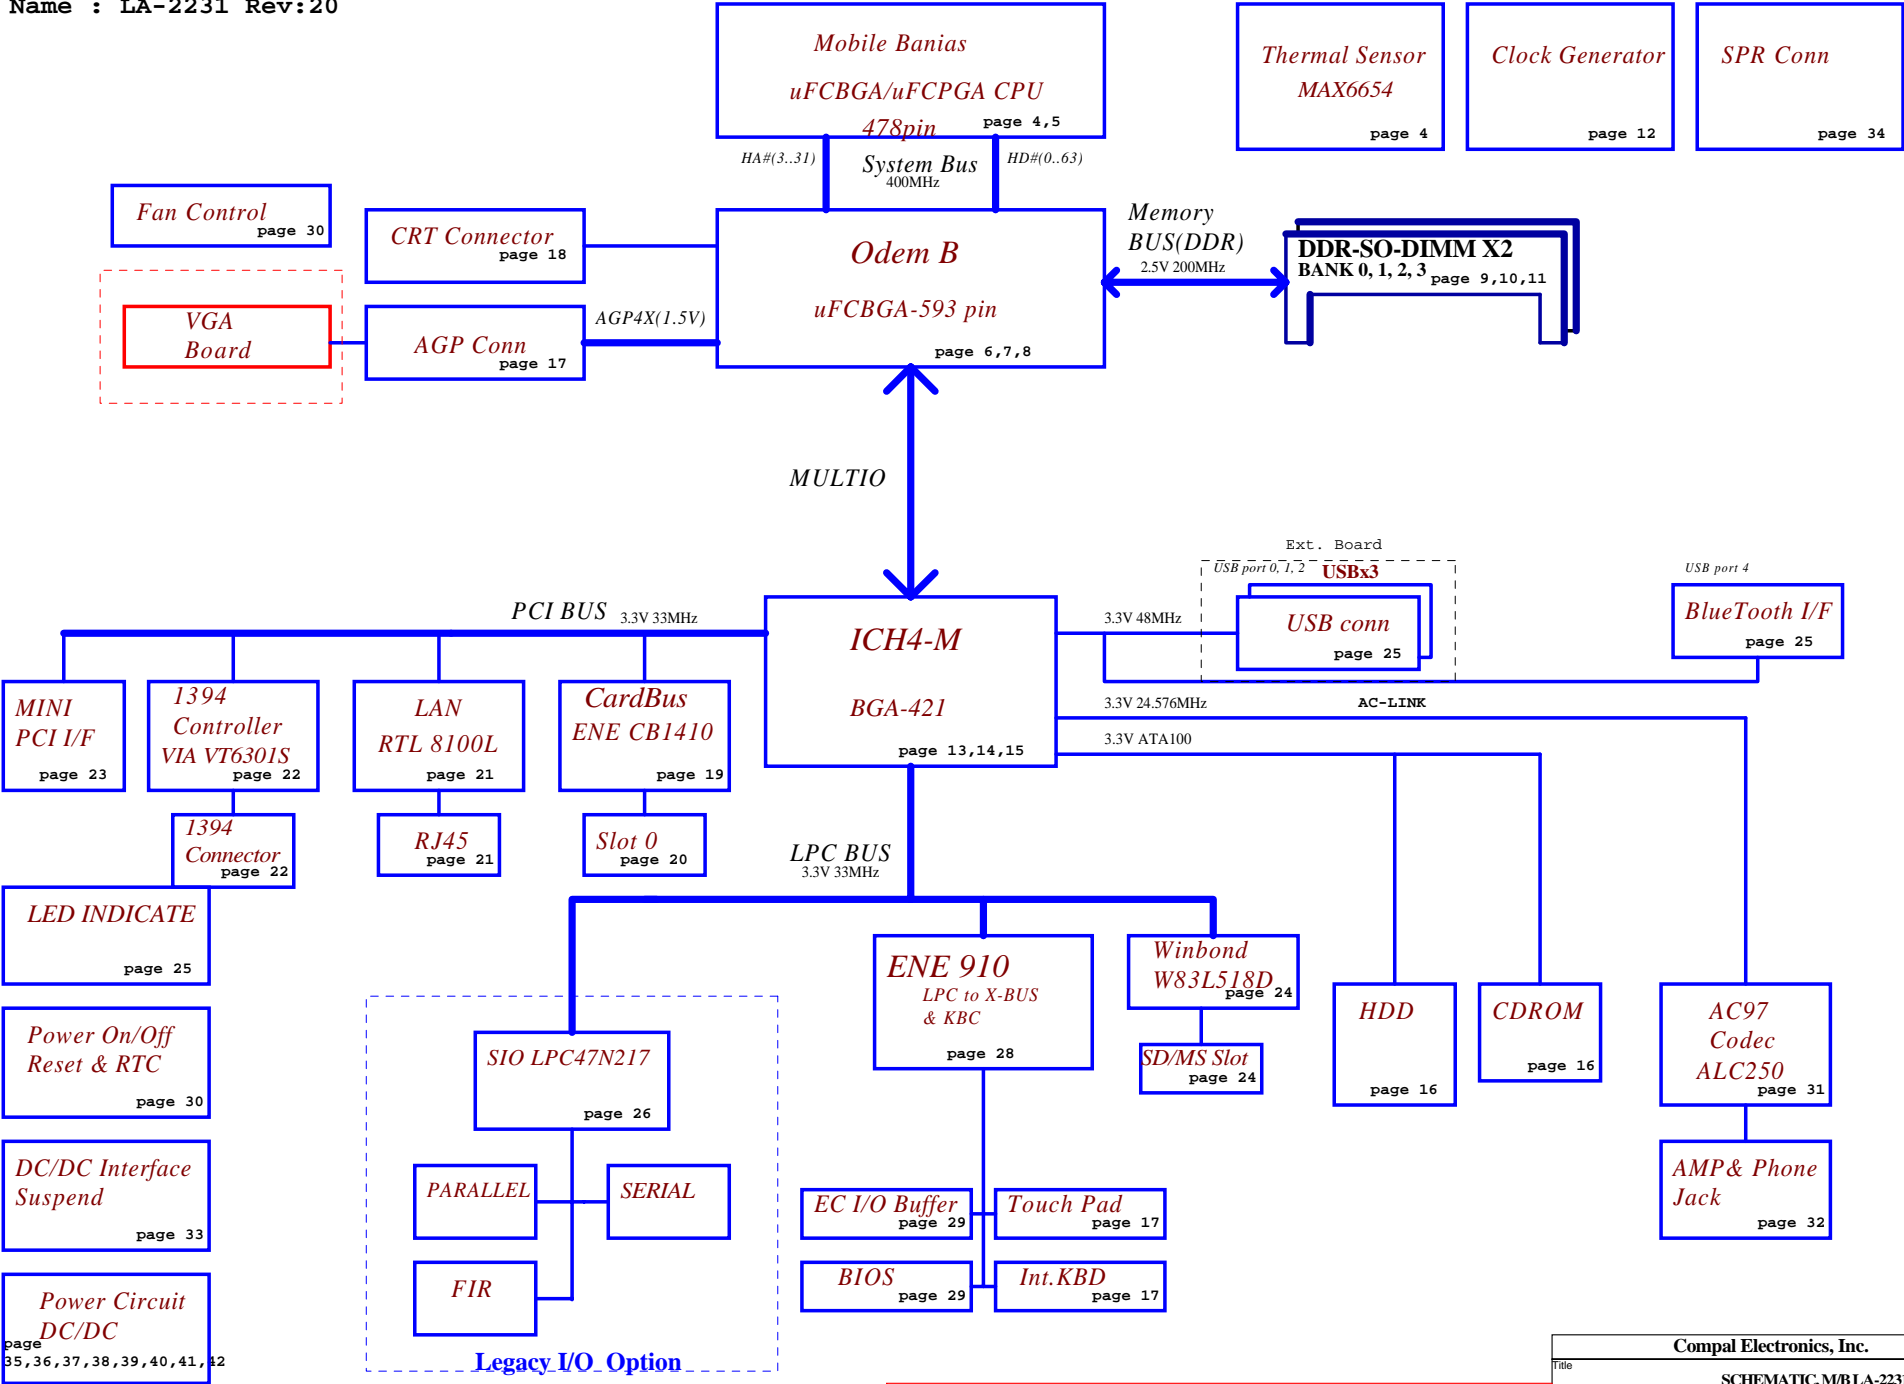 Name : LA-2231 Rev:20
Mobile Banias
uFCBGA/uFCPGA CPU
478pin
page 4,5
Thermal Sensor
MAX6654
page 4
Clock Generator
page 12
SPR Conn
page 34
HA#(3..31)
System Bus
400MHz
HD#(0..63)
Fan Control
page 30
CRT Connector
page 18
Odem B
uFCBGA-593 pin
page 6,7,8
Memory
BUS(DDR)
2.5V 200MHz
DDR-SO-DIMM X2
BANK 0, 1, 2, 3
page 9,10,11
VGA
Board
AGP Conn
page 17
AGP4X(1.5V)
MULTIO
Ext. Board
USB port 0, 1, 2
USBx3
USB conn
page 25
USB port 4
BlueTooth I/F
page 25
PCI BUS
3.3V 33MHz
ICH4-M
BGA-421
page 13,14,15
3.3V 48MHz
3.3V 24.576MHz
AC-LINK
3.3V ATA100
MINI
PCI I/F
page 23
1394
Controller
VIA VT6301S
page 22
LAN
RTL 8100L
page 21
CardBus
ENE CB1410
page 19
1394
Connector
page 22
RJ45
page 21
Slot 0
page 20
LPC BUS
3.3V 33MHz
LED INDICATE
page 25
ENE 910
LPC to X-BUS
& KBC
page 28
Winbond
W83L518D
page 24
SD/MS Slot
page 24
HDD
page 16
CDROM
page 16
AC97
Codec
ALC250
page 31
Power On/Off
Reset & RTC
page 30
SIO LPC47N217
page 26
DC/DC Interface
Suspend
page 33
PARALLEL
SERIAL
EC I/O Buffer
page 29
Touch Pad
page 17
AMP& Phone
Jack
page 32
FIR
BIOS
page 29
Int.KBD
page 17
Power Circuit
DC/DC
page
35,36,37,38,39,40,41,42
Legacy I/O Option
Compal Electronics, Inc.
Title
SCHEMATIC, M/B LA-223